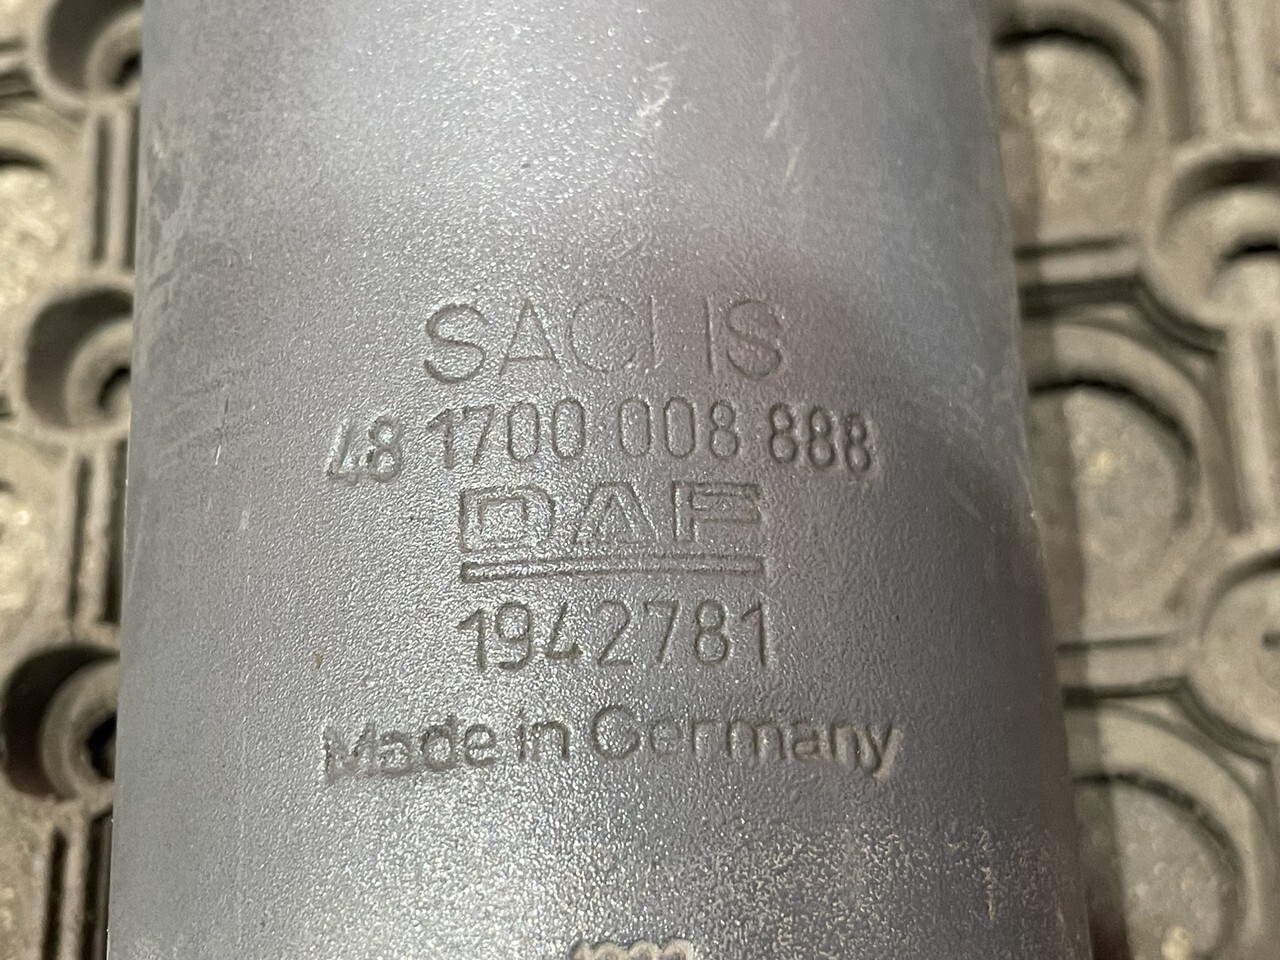 SACHS
48 1700 008 888
DAF
1942781
Made in Germany